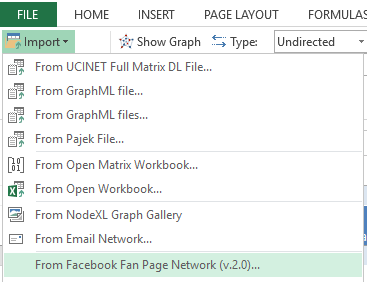 FILE HOME INSERT PAGE LAYOUT FORMULAS
Import Show Graph Type: Undirected
From UCINET Full Matrix DL File...
From GraphML file...
From GraphML files...
From Pajek File...
From Open Matrix Workbook...
From Open Workbook...
From NodeXL Graph Gallery
From Email Network...
From Facebook Fan Page Network (v.2.0)...